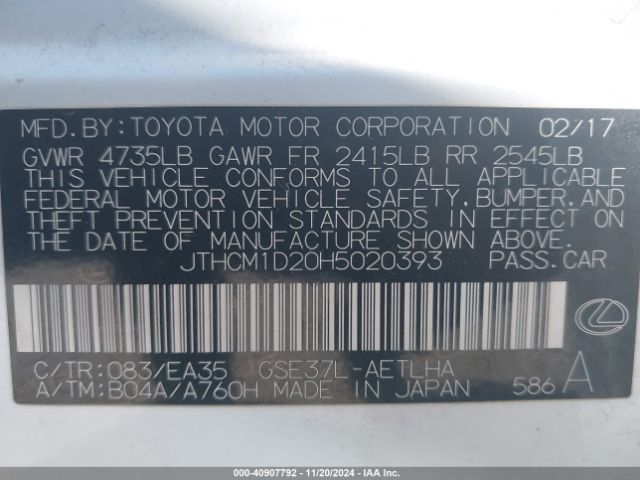 MFD.BY:TOYOTA MOTOR CORPORATION 02/17
GVWR 4735LB GAWR FR 2415LB RR 2545LB
THIS VEHICLE CONFORMS TO ALL APPLICABLE
FEDERAL MOTOR VEHICLE SAFETY,BUMPER,AND
THEFT PREVENTION STANDARDS IN EFFECT ON
THE DATE OF MANUFACTURE SHOWN ABOVE.
JTHCM1D20H5020393 PASS.CAR
C/TR:083/EA35 GSE37L-AETLHA
A/TM:B04A/A760H MADE IN JAPAN 586 A
000-40907792 - 11/20/2024 - IAAI.COM